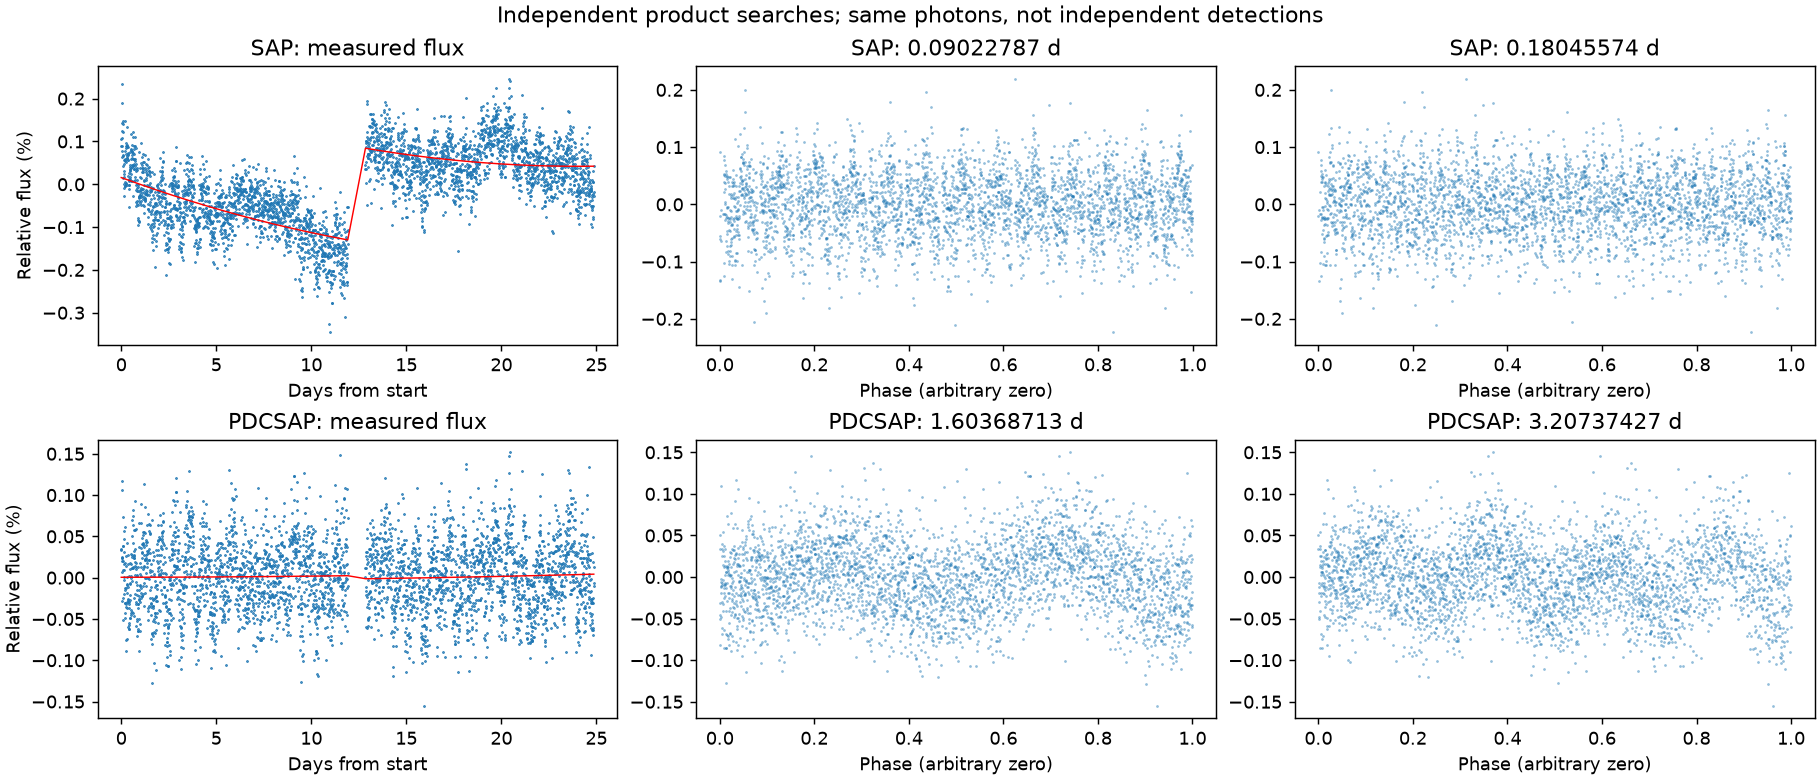 Independent product searches; same photons, not independent detections
SAP: measured flux
SAP: 0.09022787 d
SAP: 0.18045574 d
Relative flux (%)
0.2
0.1
0.0
−0.1
−0.2
−0.3
0.2
0.1
0.0
−0.1
−0.2
0.2
0.1
0.0
−0.1
−0.2
0 5 10 15 20 25
0.0 0.2 0.4 0.6 0.8 1.0
0.0 0.2 0.4 0.6 0.8 1.0
Days from start
Phase (arbitrary zero)
Phase (arbitrary zero)
PDCSAP: measured flux
PDCSAP: 1.60368713 d
PDCSAP: 3.20737427 d
Relative flux (%)
0.15
0.10
0.05
0.00
−0.05
−0.10
−0.15
0.15
0.10
0.05
0.00
−0.05
−0.10
−0.15
0.15
0.10
0.05
0.00
−0.05
−0.10
−0.15
0 5 10 15 20 25
0.0 0.2 0.4 0.6 0.8 1.0
0.0 0.2 0.4 0.6 0.8 1.0
Days from start
Phase (arbitrary zero)
Phase (arbitrary zero)